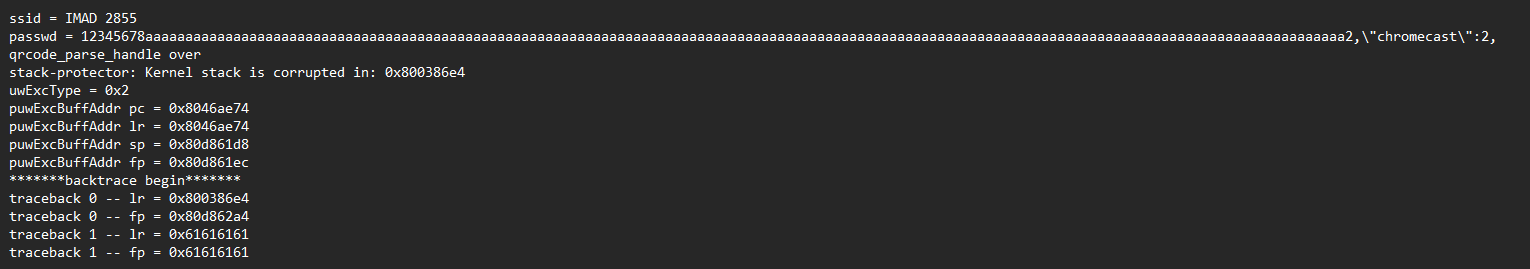 ssid = IMAD 2855
passwd = 12345678aaaaaaaaaaaaaaaaaaaaaaaaaaaaaaaaaaaaaaaaaaaaaaaaaaaaaaaaaaaaaaaaaaaaaaaaaaaaaaaaaaaaaaaaaaaaaaaaaaaaaaaaaaaaaaaaaaaaaaaaaaaaaaaaaaaaaaaaaaaaaaaaaaaaa2,\"chromecast\":2,
qrcode_parse_handle over
stack-protector: Kernel stack is corrupted in: 0x800386e4
uwExcType = 0x2
puwExcBuffAddr pc = 0x8046ae74
puwExcBuffAddr lr = 0x8046ae74
puwExcBuffAddr sp = 0x80d861d8
puwExcBuffAddr fp = 0x80d861ec
*******backtrace begin*******
traceback 0 -- lr = 0x800386e4
traceback 0 -- fp = 0x80d862a4
traceback 1 -- lr = 0x61616161
traceback 1 -- fp = 0x61616161